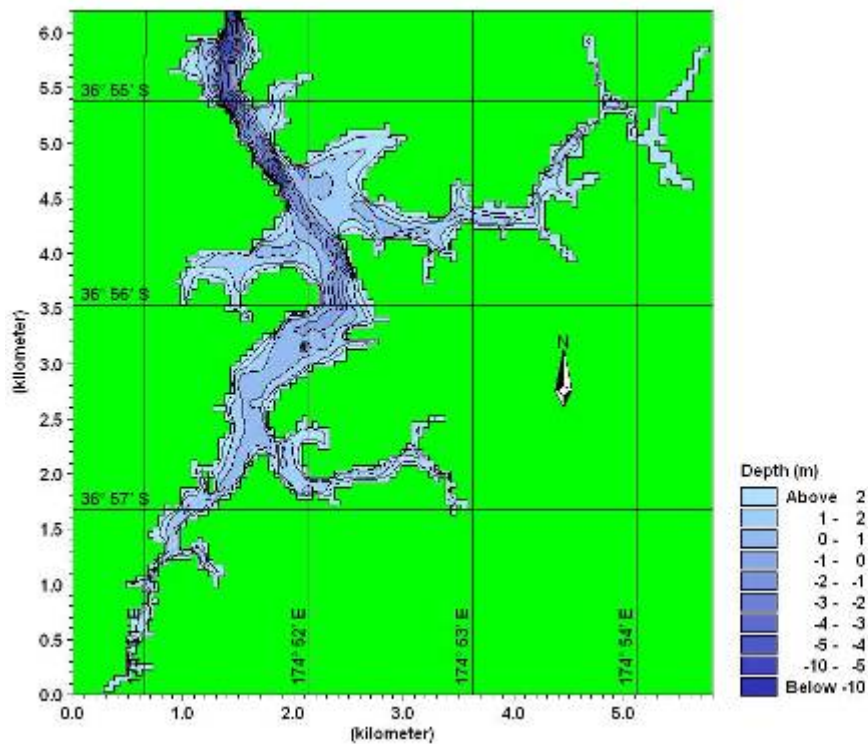 6.0
5.5
5.0
4.5
4.0
3.5
3.0
2.5
2.0
1.5
1.0
0.5
0.0
(kilometer)
36° 55' S
36° 56' S
36° 57' S
N
174° 52' E
174° 53' E
174° 54' E
0.0 1.0 2.0 3.0 4.0 5.0
(kilometer)
Depth (m)
Above 2
1 - 2
0 - 1
-1 - 0
-2 - -1
-3 - -2
-4 - -3
-5 - -4
-10 - -5
Below -10